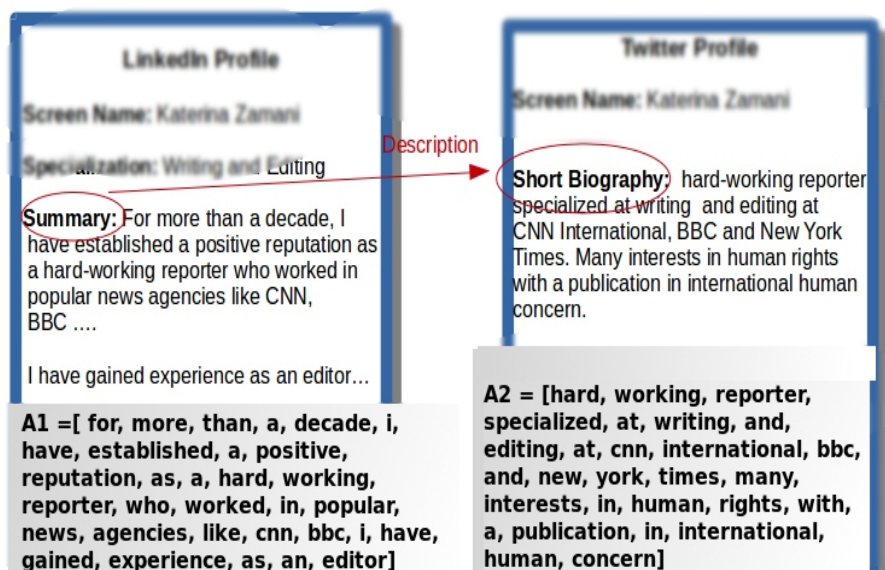 LinkedIn Profile
Screen Name: Katerina Zamani
Specialization: Writing and Editing
Summary: For more than a decade, I
have established a positive reputation as
a hard-working reporter who worked in
popular news agencies like CNN,
BBC ....
I have gained experience as an editor...
A1 =[ for, more, than, a, decade, i,
have, established, a, positive,
reputation, as, a, hard, working,
reporter, who, worked, in, popular,
news, agencies, like, cnn, bbc, i, have,
gained, experience, as, an, editor]
Description
Twitter Profile
Screen Name: Katerina Zamani
Short Biography: hard-working reporter
specialized at writing and editing at
CNN International, BBC and New York
Times. Many interests in human rights
with a publication in international human
concern.
A2 = [hard, working, reporter,
specialized, at, writing, and,
editing, at, cnn, international, bbc,
and, new, york, times, many,
interests, in, human, rights, with,
a, publication, in, international,
human, concern]